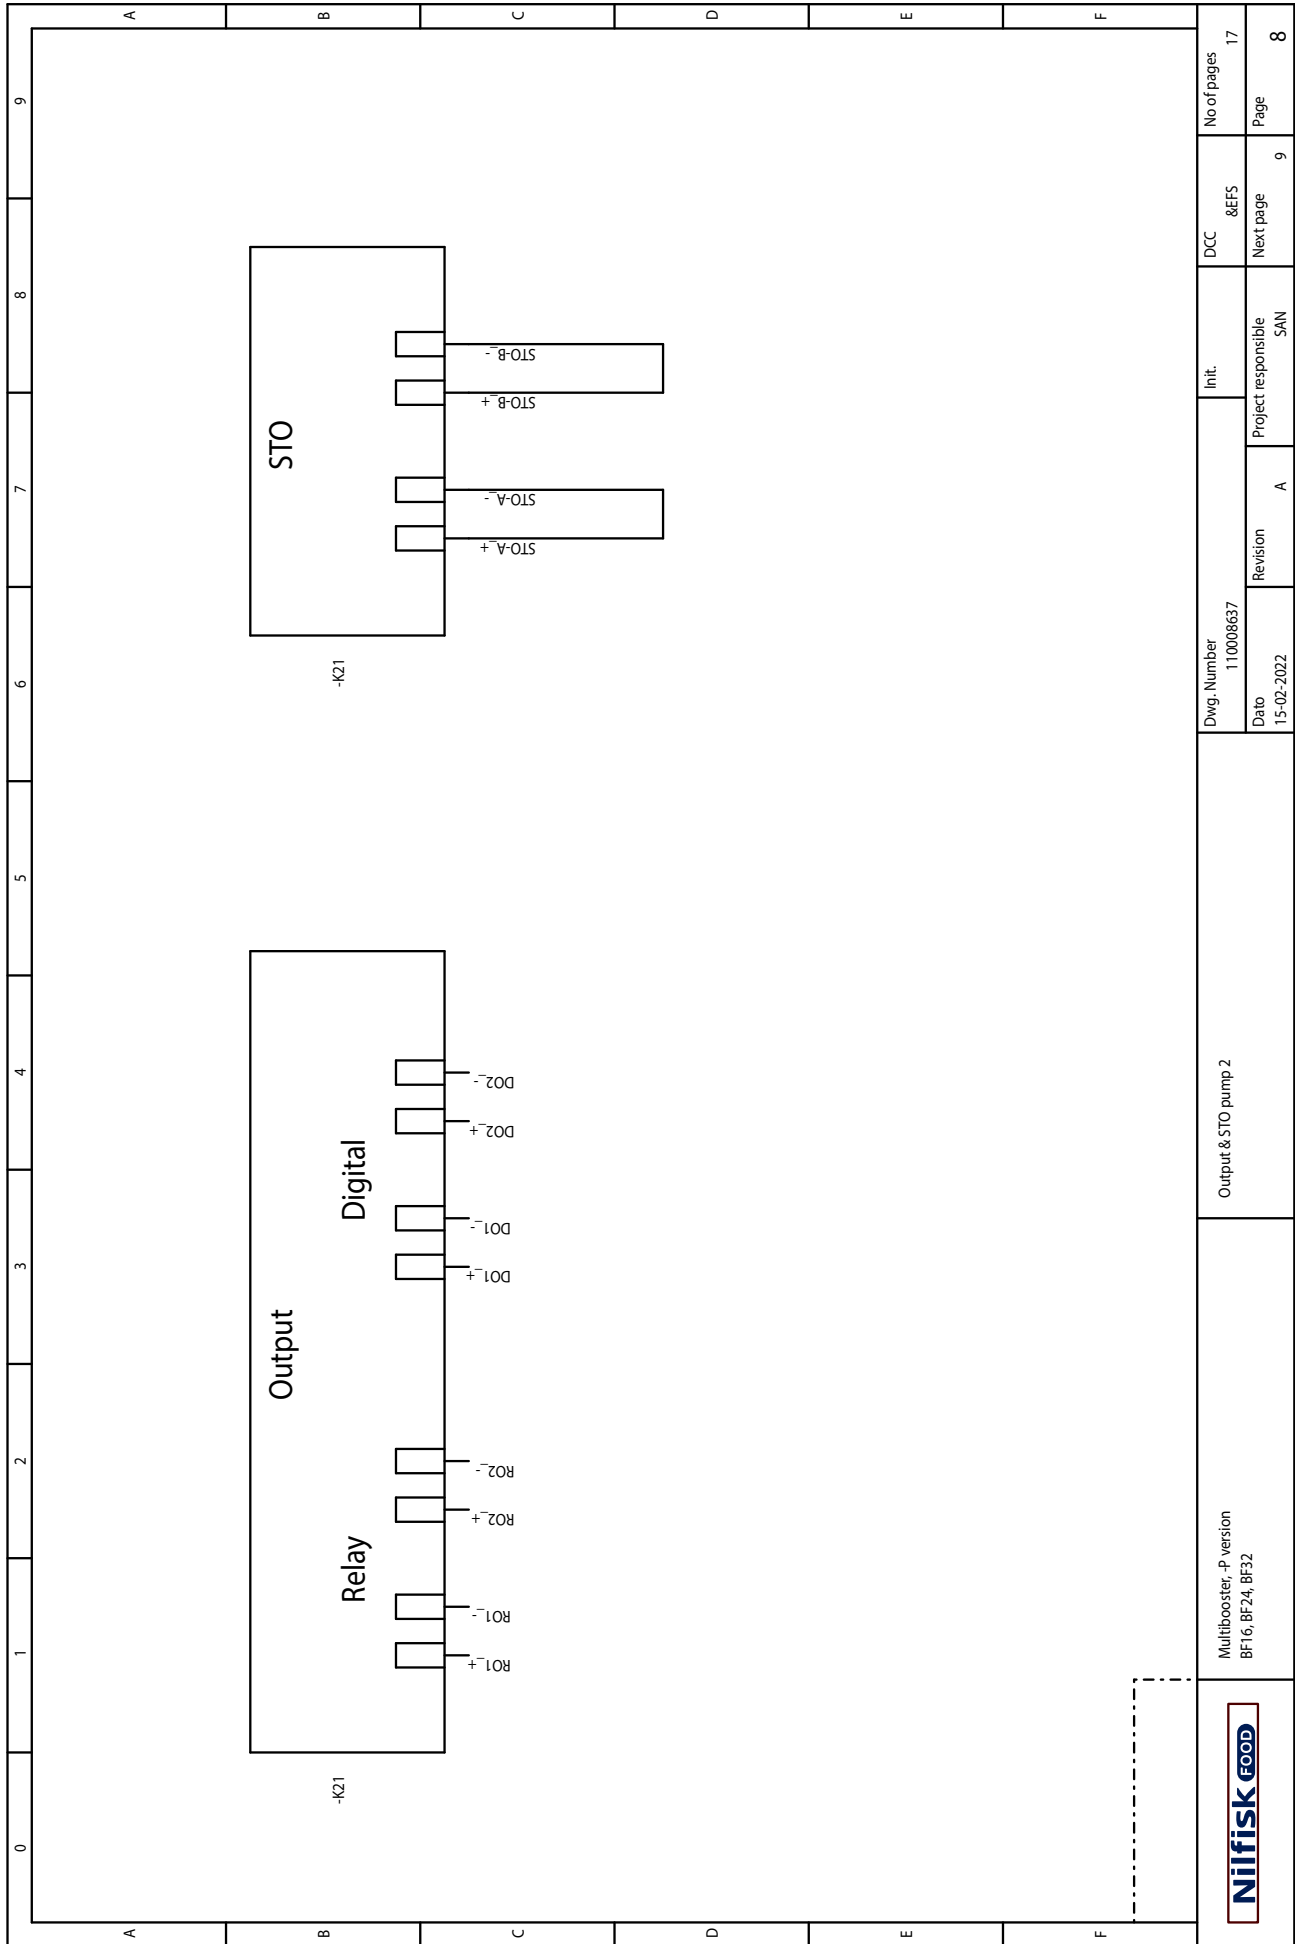 0 1 2 3 4 5 6 7 8 9
A
B
C
D
E
F
A
B
C
D
E
F
-K21
Output
Relay
Digital
RO1_+
RO1_-
RO2_+
RO2_-
DO1_+
DO1_-
DO2_+
DO2_-
-K21
STO
STO-A_+
STO-A_-
STO-B_+
STO-B_-
Nilfisk FOOD
Multibooster, -P version
BF16, BF24, BF32
Output & STO pump 2
Dwg. Number
110008637
Init.
DCC
&EFS
No of pages
17
Dato
15-02-2022
Revision
A
Project responsible
SAN
Next page
9
Page
8